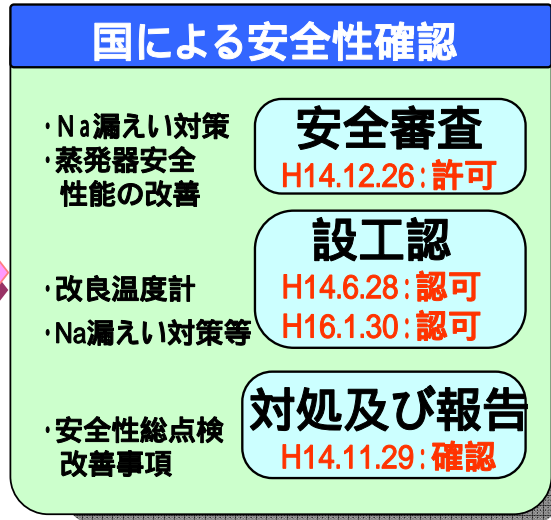 国による安全性確認
・Na漏えい対策
・蒸発器安全
性能の改善
安全審査
H14.12.26：許可
設工認
H14.6.28：認可
H16.1.30：認可
・改良温度計
・Na漏えい対策等
対処及び報告
H14.11.29：確認
・安全性総点検
改善事項